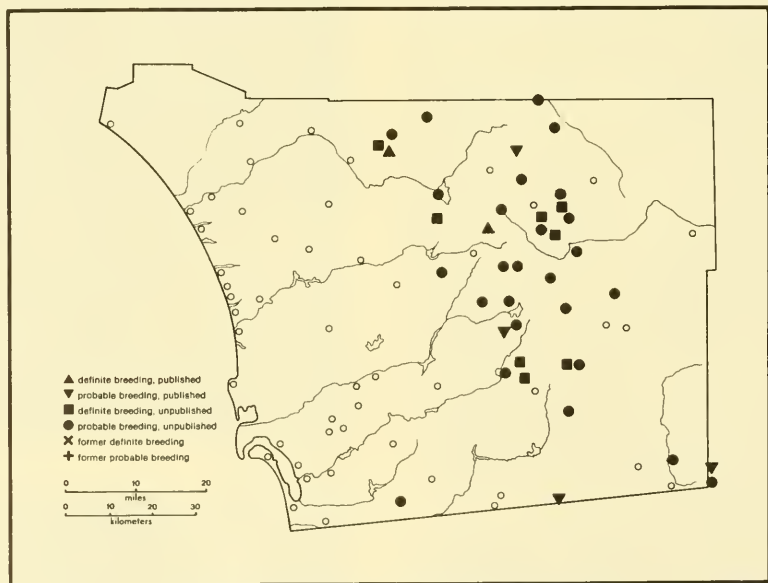 definite breeding, published
probable breeding, published
definite breeding, unpublished
probable breeding, unpublished
former definite breeding
former probable breeding
0 10 20
miles
0 10 20 30
kilometers